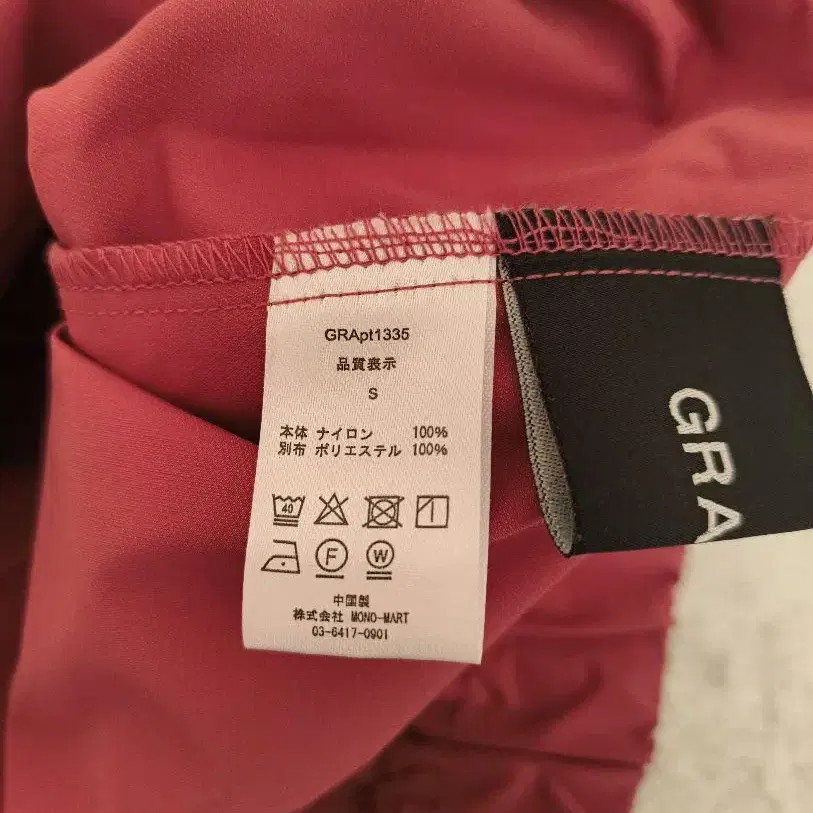 GRApt1335
品質表示
S
本体 ナイロン 100%
別布 ポリエステル 100%
40
F W
中国製
株式会社 MONO-MART
03-6417-0901
GRA